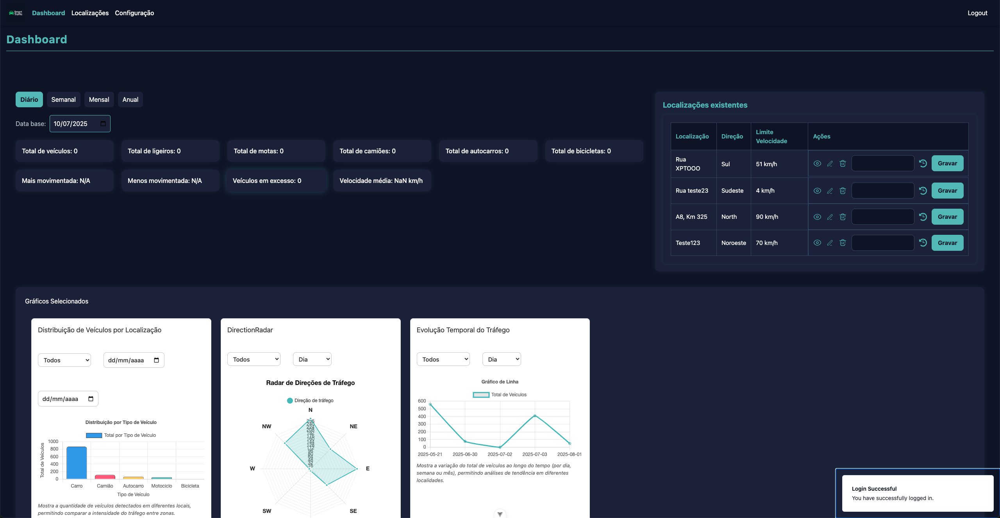 Smart
Traffic
Dashboard
Localizações
Configuração
Logout
Dashboard
Diário
Semanal
Mensal
Anual
Data base:
10/07/2025
Total de veículos: 0
Total de ligeiros: 0
Total de motas: 0
Total de camiões: 0
Total de autocarros: 0
Total de bicicletas: 0
Mais movimentada: N/A
Menos movimentada: N/A
Veículos em excesso: 0
Velocidade média: NaN km/h
Localizações existentes
Localização
Direção
Limite
Velocidade
Ações
Rua
XPTOOO
Sul
51 km/h
Gravar
Rua teste23
Sudeste
4 km/h
Gravar
A8, Km 325
North
90 km/h
Gravar
Teste123
Noroeste
70 km/h
Gravar
Gráficos Selecionados
Distribuição de Veículos por Localização
Todos
dd/mm/aaaa
dd/mm/aaaa
Distribuição por Tipo de Veículo
Total por Tipo de Veículo
Total de Veículos
1000
800
600
400
200
0
Carro
Camião
Autocarro
Motociclo
Bicicleta
Tipo de Veículo
Mostra a quantidade de veículos detectados em diferentes locais,
permitindo comparar a intensidade do tráfego entre zonas.
DirectionRadar
Todos
Dia
Radar de Direções de Tráfego
Direção de tráfego
N
NW
NE
256
240
224
208
192
176
160
144
128
112
96
80
64
48
32
16
W
E
SW
SE
Evolução Temporal do Tráfego
Todos
Dia
Gráfico de Linha
Total de Veículos
600
500
400
300
200
100
0
2025-05-21
2025-06-30
2025-07-02
2025-07-03
2025-08-01
Mostra a variação do total de veículos ao longo do tempo (por dia,
semana ou mês), permitindo análises de tendência em diferentes
localidades.
Login Successful
You have successfully logged in.